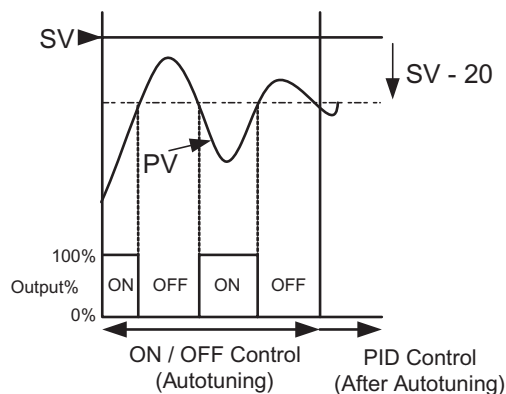 SV
SV - 20
PV
100%
Output%
0%
ON
OFF
ON
OFF
ON / OFF Control
(Autotuning)
PID Control
(After Autotuning)